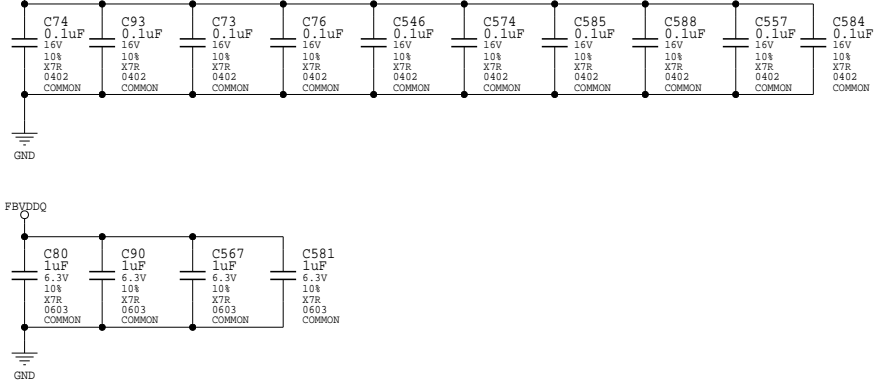 C74 C93 C73 C76 C546 C574 C585 C588 C557 C584
0.1uF 0.1uF 0.1uF 0.1uF 0.1uF 0.1uF 0.1uF 0.1uF 0.1uF 0.1uF
16V 16V 16V 16V 16V 16V 16V 16V 16V 16V
10% 10% 10% 10% 10% 10% 10% 10% 10% 10%
X7R X7R X7R X7R X7R X7R X7R X7R X7R X7R
0402 0402 0402 0402 0402 0402 0402 0402 0402 0402
COMMON COMMON COMMON COMMON COMMON COMMON COMMON COMMON COMMON COMMON
GND
FBVDDQ
C80 C90 C567 C581
1uF 1uF 1uF 1uF
6.3V 6.3V 6.3V 6.3V
10% 10% 10% 10%
X7R X7R X7R X7R
0603 0603 0603 0603
COMMON COMMON COMMON COMMON
GND